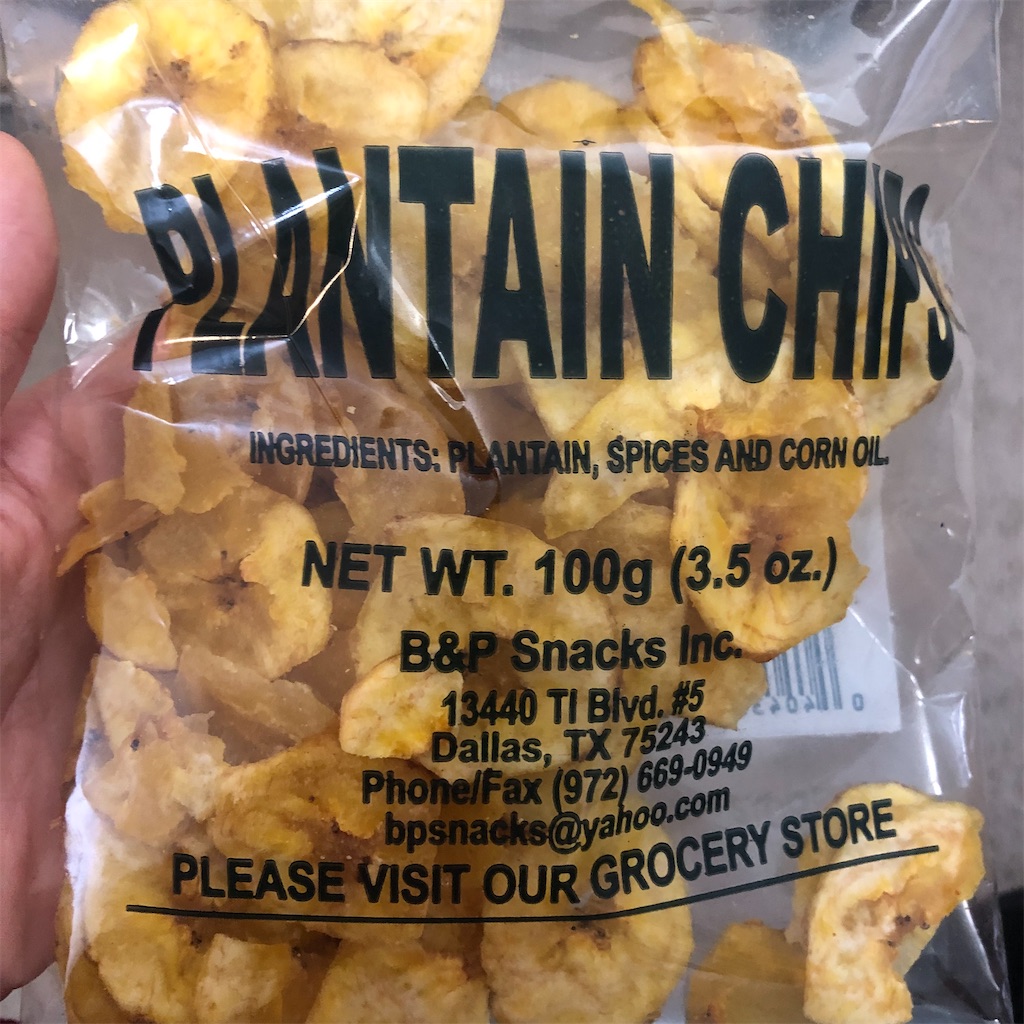 PLANTAIN CHIPS
INGREDIENTS: PLANTAIN, SPICES AND CORN OIL.
NET WT. 100g (3.5 oz.)
B&P Snacks Inc.
13440 TI Blvd. #5
Dallas, TX 75243
Phone/Fax (972) 669-0949
bpsnacks@yahoo.com
PLEASE VISIT OUR GROCERY STORE